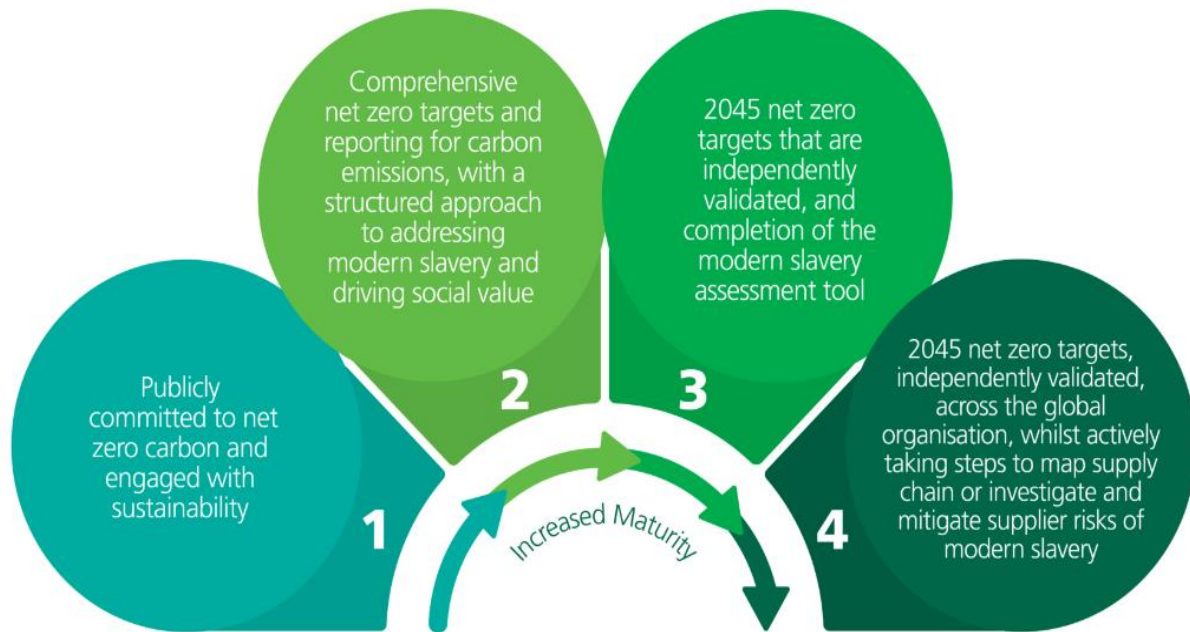 Publicly
committed to net
zero carbon and
engaged with
sustainability
1
Comprehensive
net zero targets and
reporting for carbon
emissions, with a
structured approach
to addressing
modern slavery and
driving social value
2
2045 net zero
targets that are
independently
validated, and
completion of the
modern slavery
assessment tool
3
2045 net zero targets,
independently validated,
across the global
organisation, whilst actively
taking steps to map supply
chain or investigate and
mitigate supplier risks of
modern slavery
4
Increased Maturity